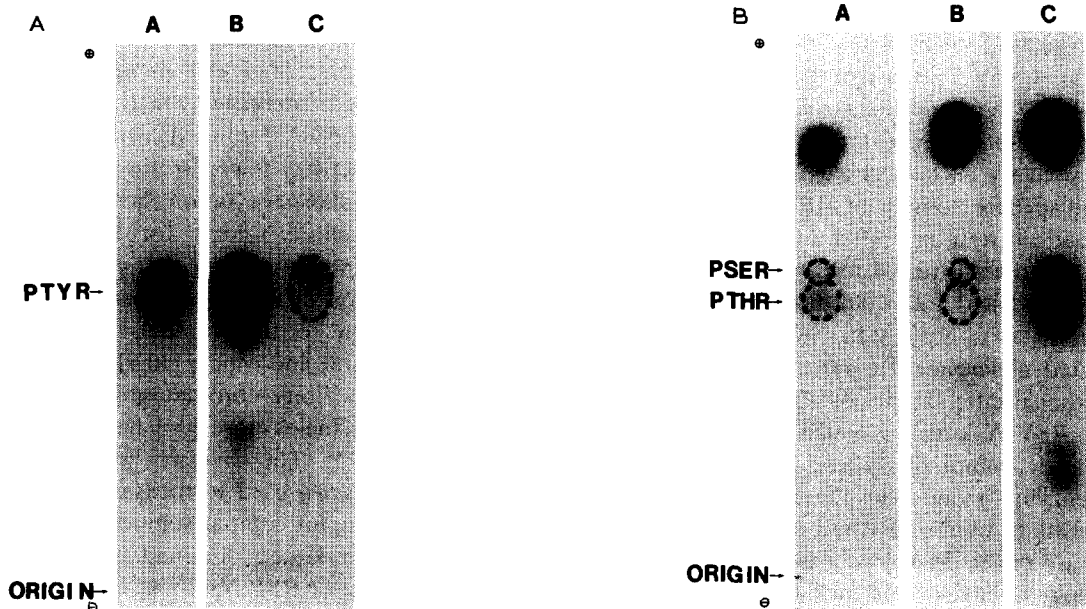 A
A B C
⊕
PTYR→
ORIGIN→
⊖
B
A B C
⊕
PSER→
PTHR→
ORIGIN→
⊖